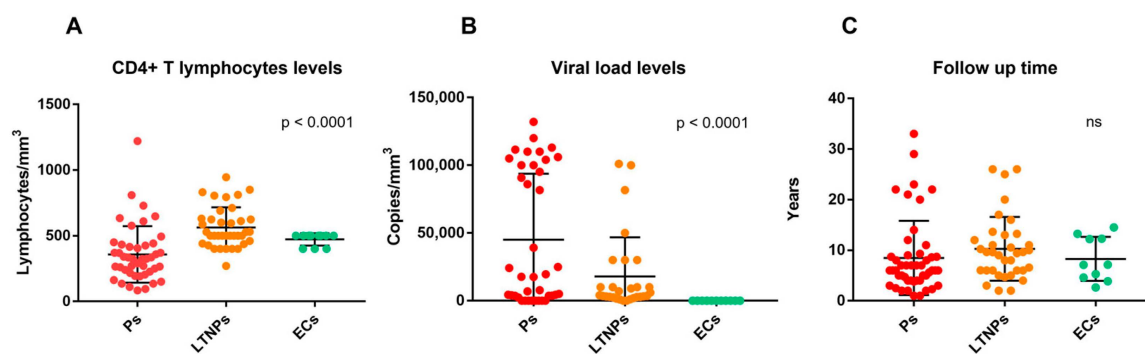 A
CD4+ T lymphocytes levels
p < 0.0001
Lymphocytes/mm³
1500
1000
500
0
Ps
LTNPs
ECs
B
Viral load levels
p < 0.0001
Copies/mm³
150,000
100,000
50,000
0
Ps
LTNPs
ECs
C
Follow up time
ns
Years
40
30
20
10
0
Ps
LTNPs
ECs